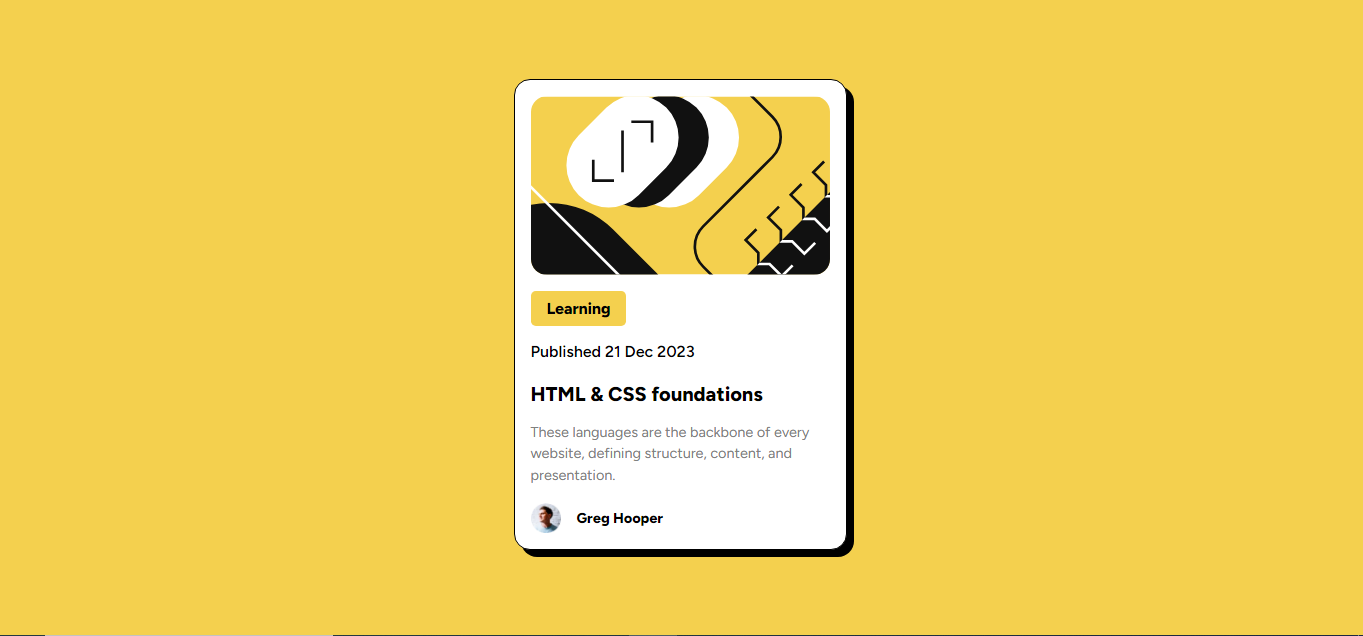 Learning
Published 21 Dec 2023
HTML & CSS foundations
These languages are the backbone of every
website, defining structure, content, and
presentation.
Greg Hooper